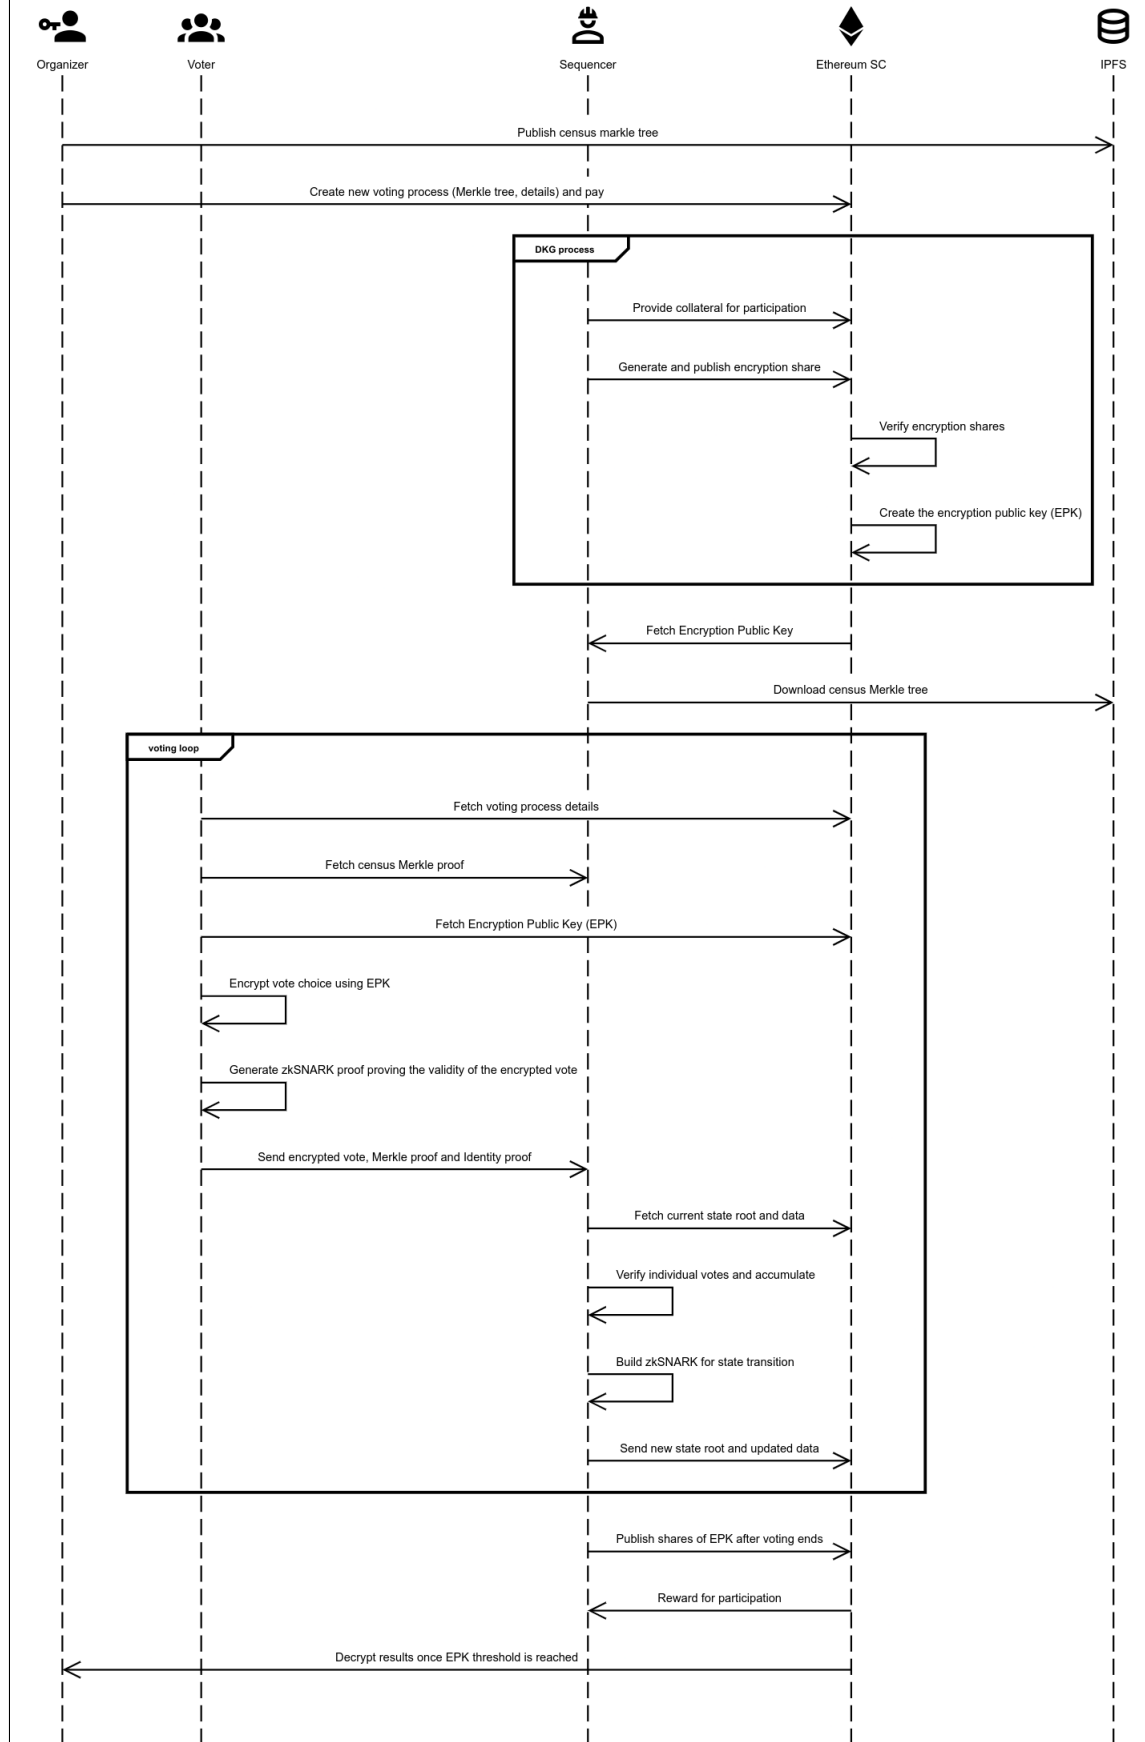 Organizer
Voter
Sequencer
Ethereum SC
IPFS
Publish census markle tree
Create new voting process (Merkle tree, details) and pay
DKG process
Provide collateral for participation
Generate and publish encryption share
Verify encryption shares
Create the encryption public key (EPK)
Fetch Encryption Public Key
Download census Merkle tree
voting loop
Fetch voting process details
Fetch census Merkle proof
Fetch Encryption Public Key (EPK)
Encrypt vote choice using EPK
Generate zkSNARK proof proving the validity of the encrypted vote
Send encrypted vote, Merkle proof and Identity proof
Fetch current state root and data
Verify individual votes and accumulate
Build zkSNARK for state transition
Send new state root and updated data
Publish shares of EPK after voting ends
Reward for participation
Decrypt results once EPK threshold is reached